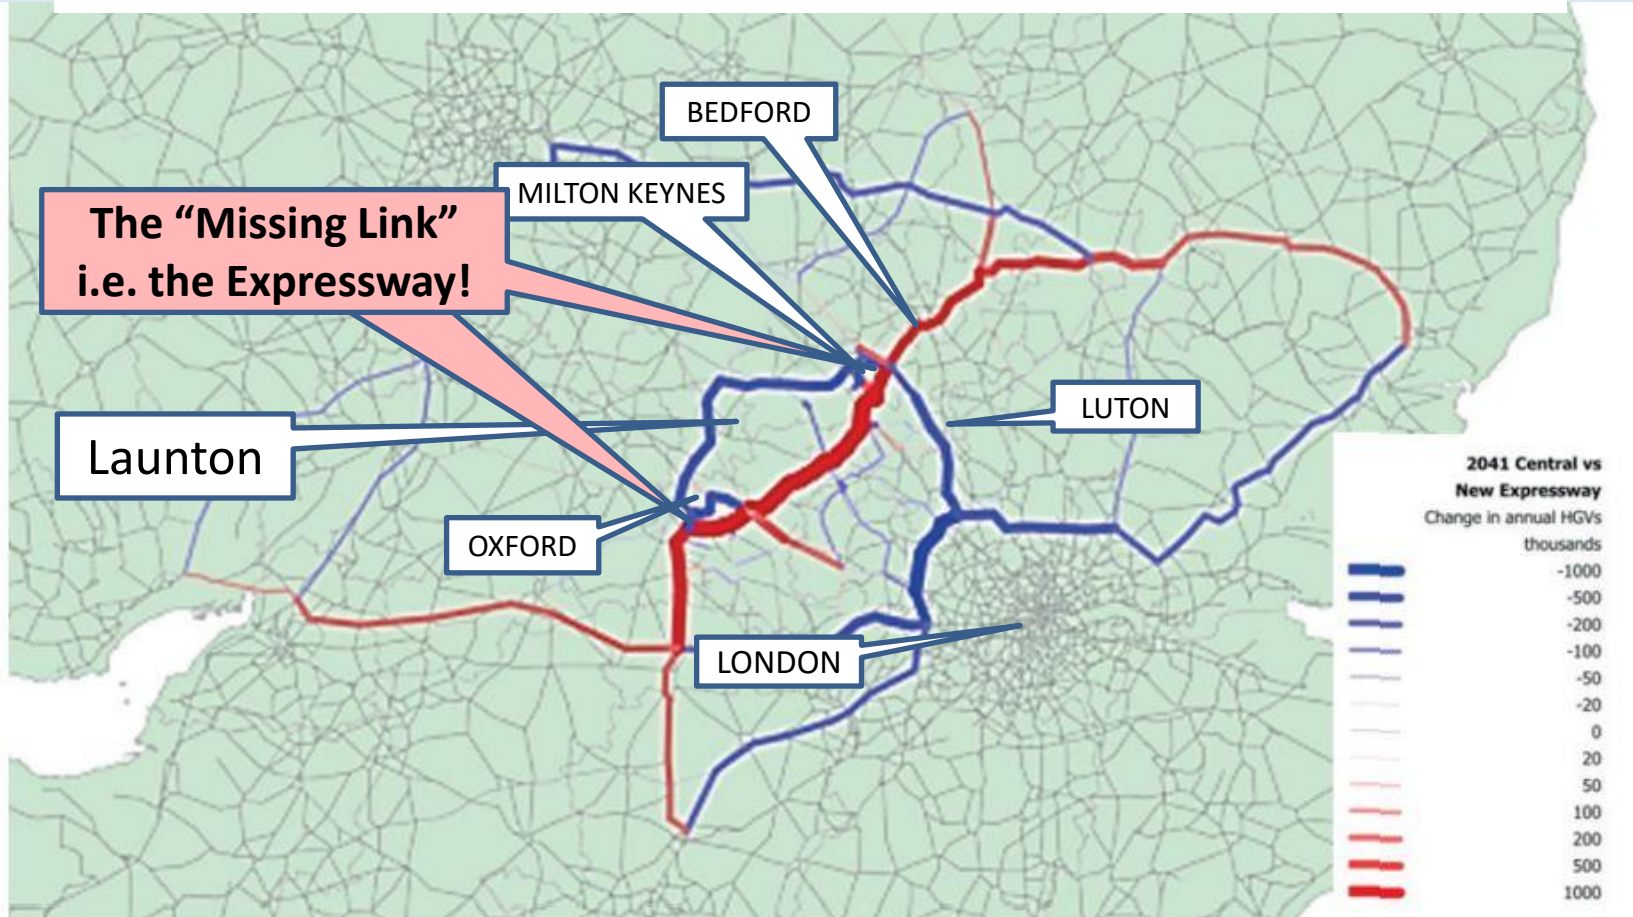 BEDFORD
MILTON KEYNES
The “Missing Link”
i.e. the Expressway!
LUTON
Launton
OXFORD
LONDON
2041 Central vs
New Expressway
Change in annual HGVs
thousands
-1000
-500
-200
-100
-50
-20
0
20
50
100
200
500
1000